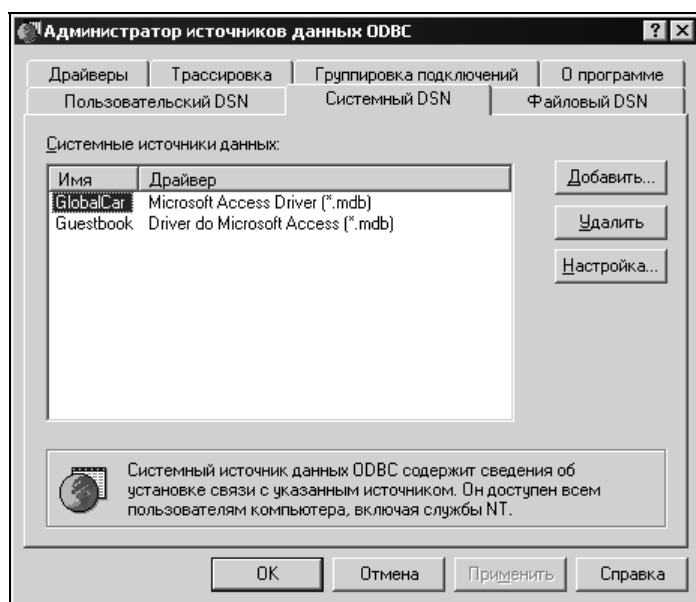 Администратор источников данных ODBC
Драйверы Трассировка Группировка подключений О программе
Пользовательский DSN Системный DSN Файловый DSN
Системные источники данных:
Имя Драйвер
GlobalCar Microsoft Access Driver (*.mdb)
Guestbook Driver do Microsoft Access (*.mdb)
Добавить...
Удалить
Настройка...
Системный источник данных ODBC содержит сведения об
установке связи с указанным источником. Он доступен всем
пользователям компьютера, включая службы NT.
OK Отмена Применить Справка